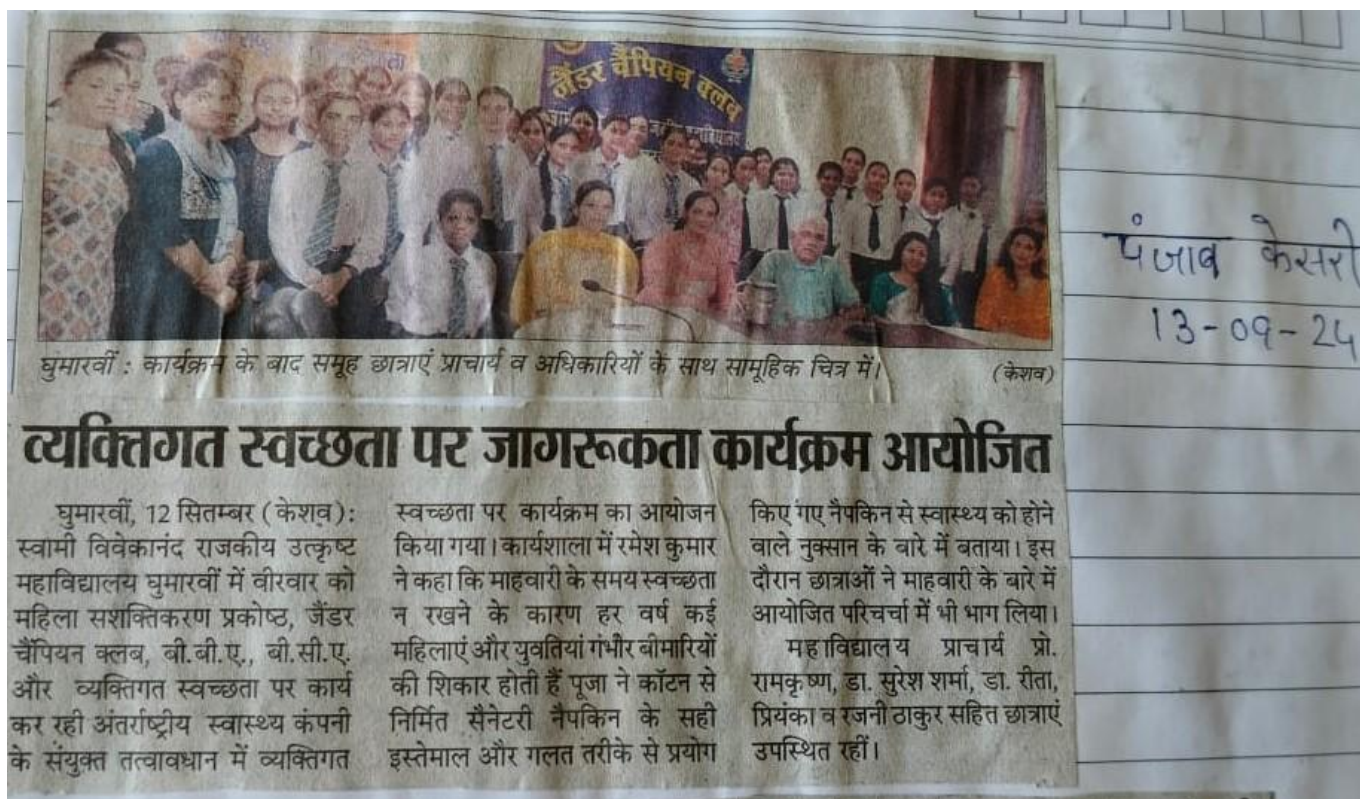 जैंडर चैंपियन क्लब
घुमारवीं : कार्यक्रम के बाद समूह छात्राएं प्राचार्य व अधिकारियों के साथ सामूहिक चित्र में।
(केशव)
व्यक्तिगत स्वच्छता पर जागरूकता कार्यक्रम आयोजित
घुमारवीं, 12 सितम्बर (केशव):
स्वामी विवेकानंद राजकीय उत्कृष्ट
महाविद्यालय घुमारवीं में वीरवार को
महिला सशक्तिकरण प्रकोष्ठ, जैंडर
चैंपियन क्लब, बी.बी.ए., बी.सी.ए.
और व्यक्तिगत स्वच्छता पर कार्य
कर रही अंतर्राष्ट्रीय स्वास्थ्य कंपनी
के संयुक्त तत्वावधान में व्यक्तिगत
स्वच्छता पर कार्यक्रम का आयोजन
किया गया। कार्यशाला में रमेश कुमार
ने कहा कि माहवारी के समय स्वच्छता
न रखने के कारण हर वर्ष कई
महिलाएं और युवतियां गंभीर बीमारियों
की शिकार होती हैं पूजा ने कॉटन से
निर्मित सैनेटरी नैपकिन के सही
इस्तेमाल और गलत तरीके से प्रयोग
किए गए नैपकिन से स्वास्थ्य को होने
वाले नुक्सान के बारे में बताया। इस
दौरान छात्राओं ने माहवारी के बारे में
आयोजित परिचर्चा में भी भाग लिया।
महाविद्यालय प्राचार्य प्रो.
रामकृष्ण, डा. सुरेश शर्मा, डा. रीता,
प्रियंका व रजनी ठाकुर सहित छात्राएं
उपस्थित रहीं।
पंजाब केसरी
13-09-24